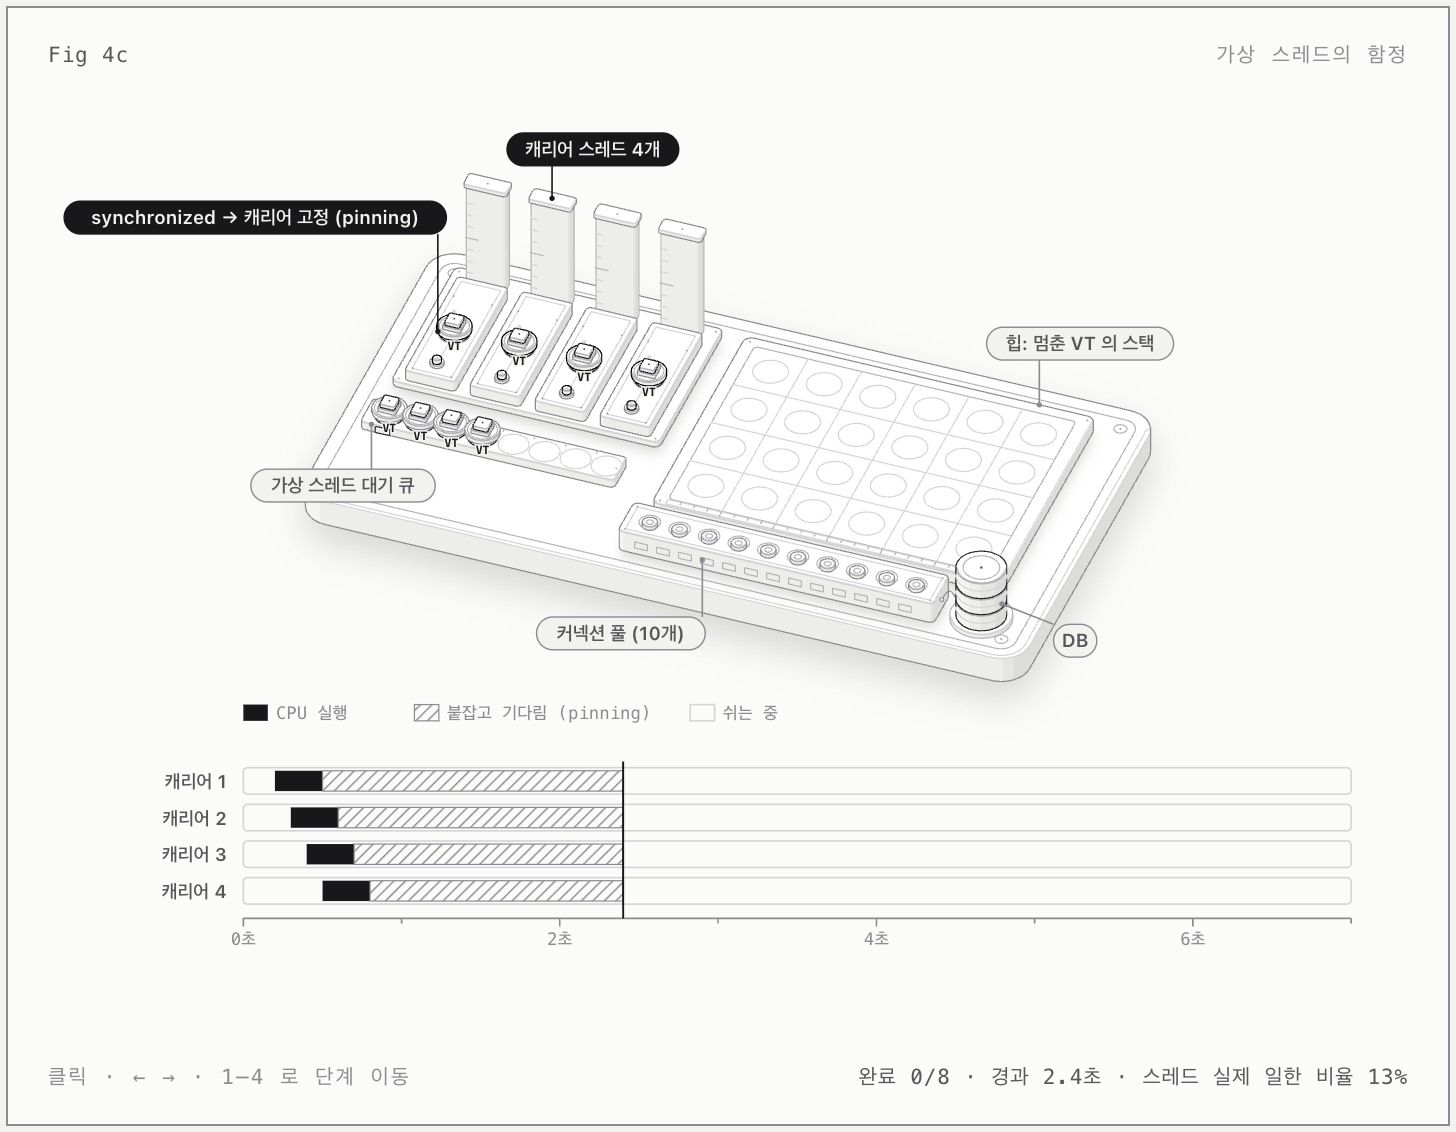 Fig 4c
가상 스레드의 함정
캐리어 스레드 4개
synchronized → 캐리어 고정 (pinning)
힙: 멈춘 VT 의 스택
VT
VT
VT
VT
VT
VT
VT
VT
가상 스레드 대기 큐
커넥션 풀 (10개)
DB
CPU 실행
붙잡고 기다림 (pinning)
쉬는 중
캐리어 1
캐리어 2
캐리어 3
캐리어 4
0초
2초
4초
6초
클릭 · ← → · 1–4 로 단계 이동
완료 0/8 · 경과 2.4초 · 스레드 실제 일한 비율 13%